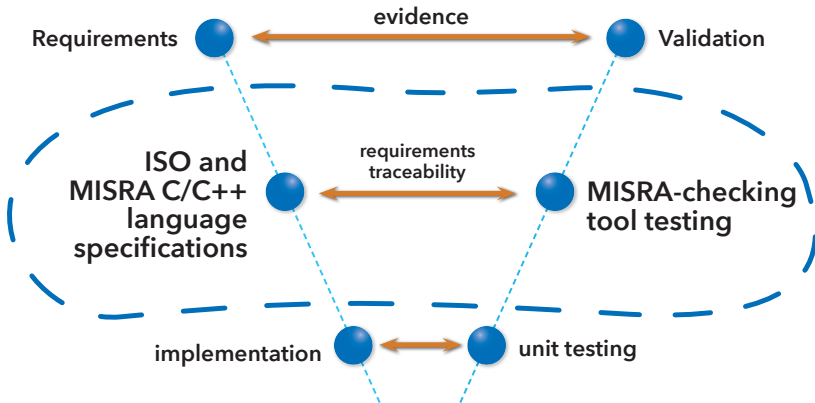 evidence
Requirements
Validation
ISO and
MISRA C/C++
language
specifications
requirements
traceability
MISRA-checking
tool testing
implementation
unit testing